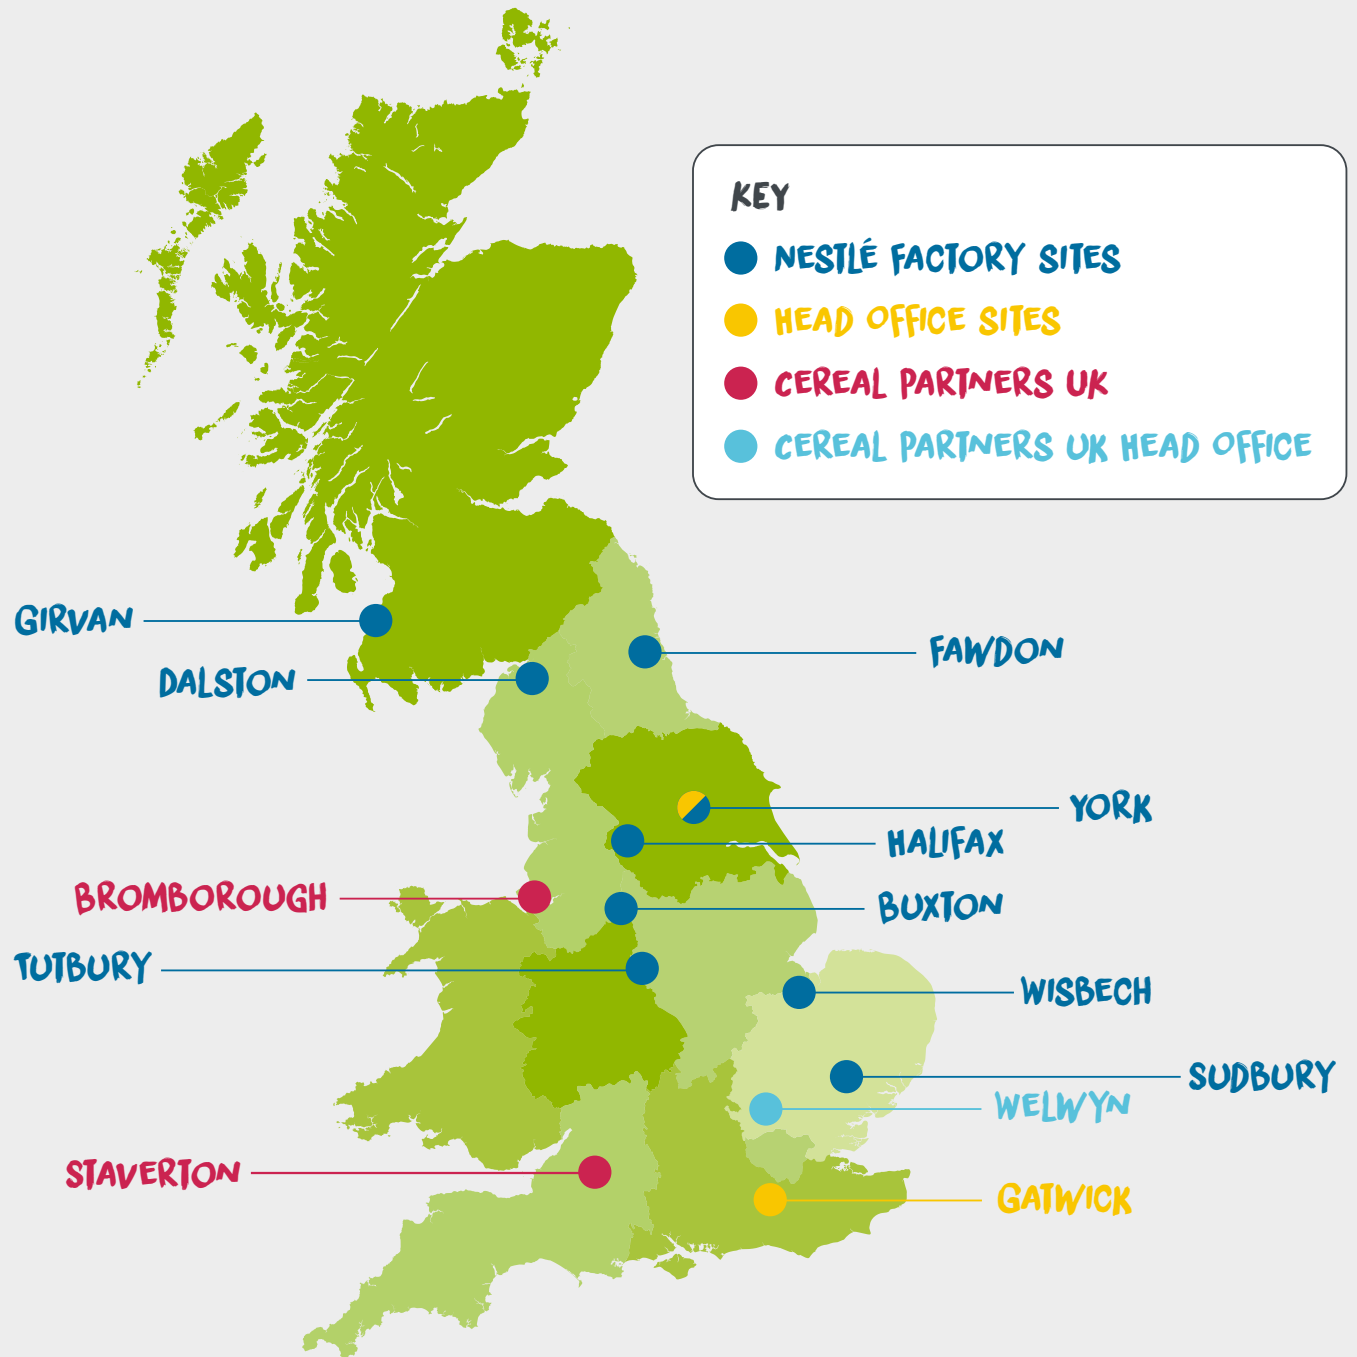 KEY
NESTLÉ FACTORY SITES
HEAD OFFICE SITES
CEREAL PARTNERS UK
CEREAL PARTNERS UK HEAD OFFICE
GIRVAN
FAWDON
DALSTON
YORK
HALIFAX
BROMBOROUGH
BUXTON
TUTBURY
WISBECH
SUDBURY
WELWYN
STAVERTON
GATWICK